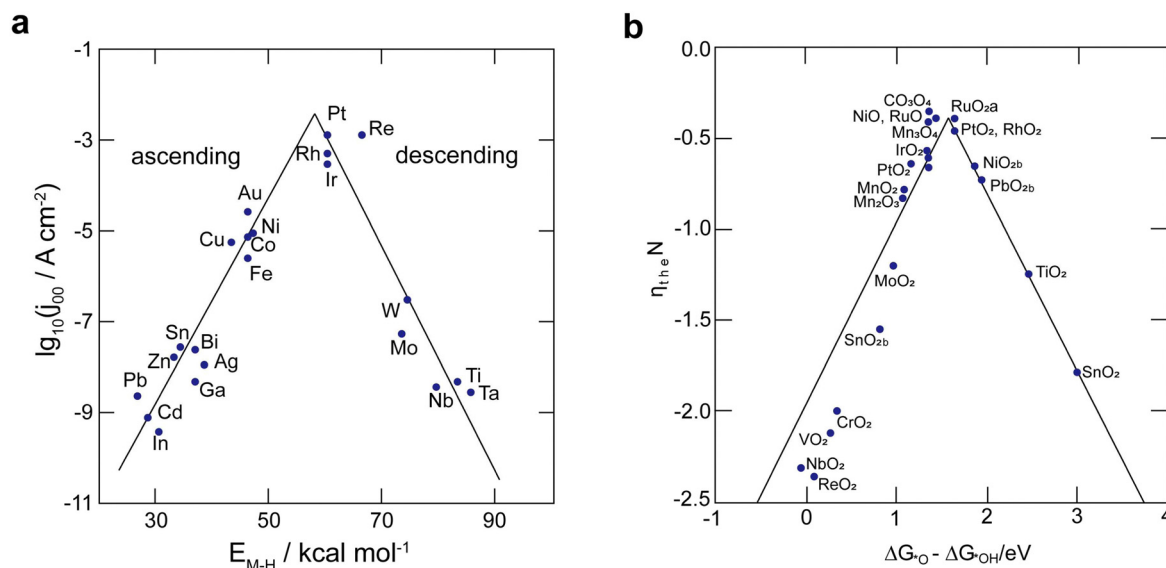 a
-1
-3
-5
-7
-9
-11
lg₁₀(j₀₀ / A cm⁻²)
ascending
descending
Pt
Re
Rh
Ir
Au
Ni
Cu
Co
Fe
W
Mo
Sn
Bi
Zn
Ag
Ga
Pb
Cd
In
Nb
Ti
Ta
30
50
70
90
E_M-H / kcal mol⁻¹
b
0.0
-0.5
-1.0
-1.5
-2.0
-2.5
η_the N
CO₃O₄
NiO, RuO
Mn₃O₄
IrO₂
PtO₂
MnO₂
Mn₂O₃
RuO₂a
PtO₂, RhO₂
NiO₂b
PbO₂b
MoO₂
TiO₂
SnO₂b
SnO₂
CrO₂
VO₂
NbO₂
ReO₂
-1
0
1
2
3
4
ΔG*O - ΔG*OH/eV